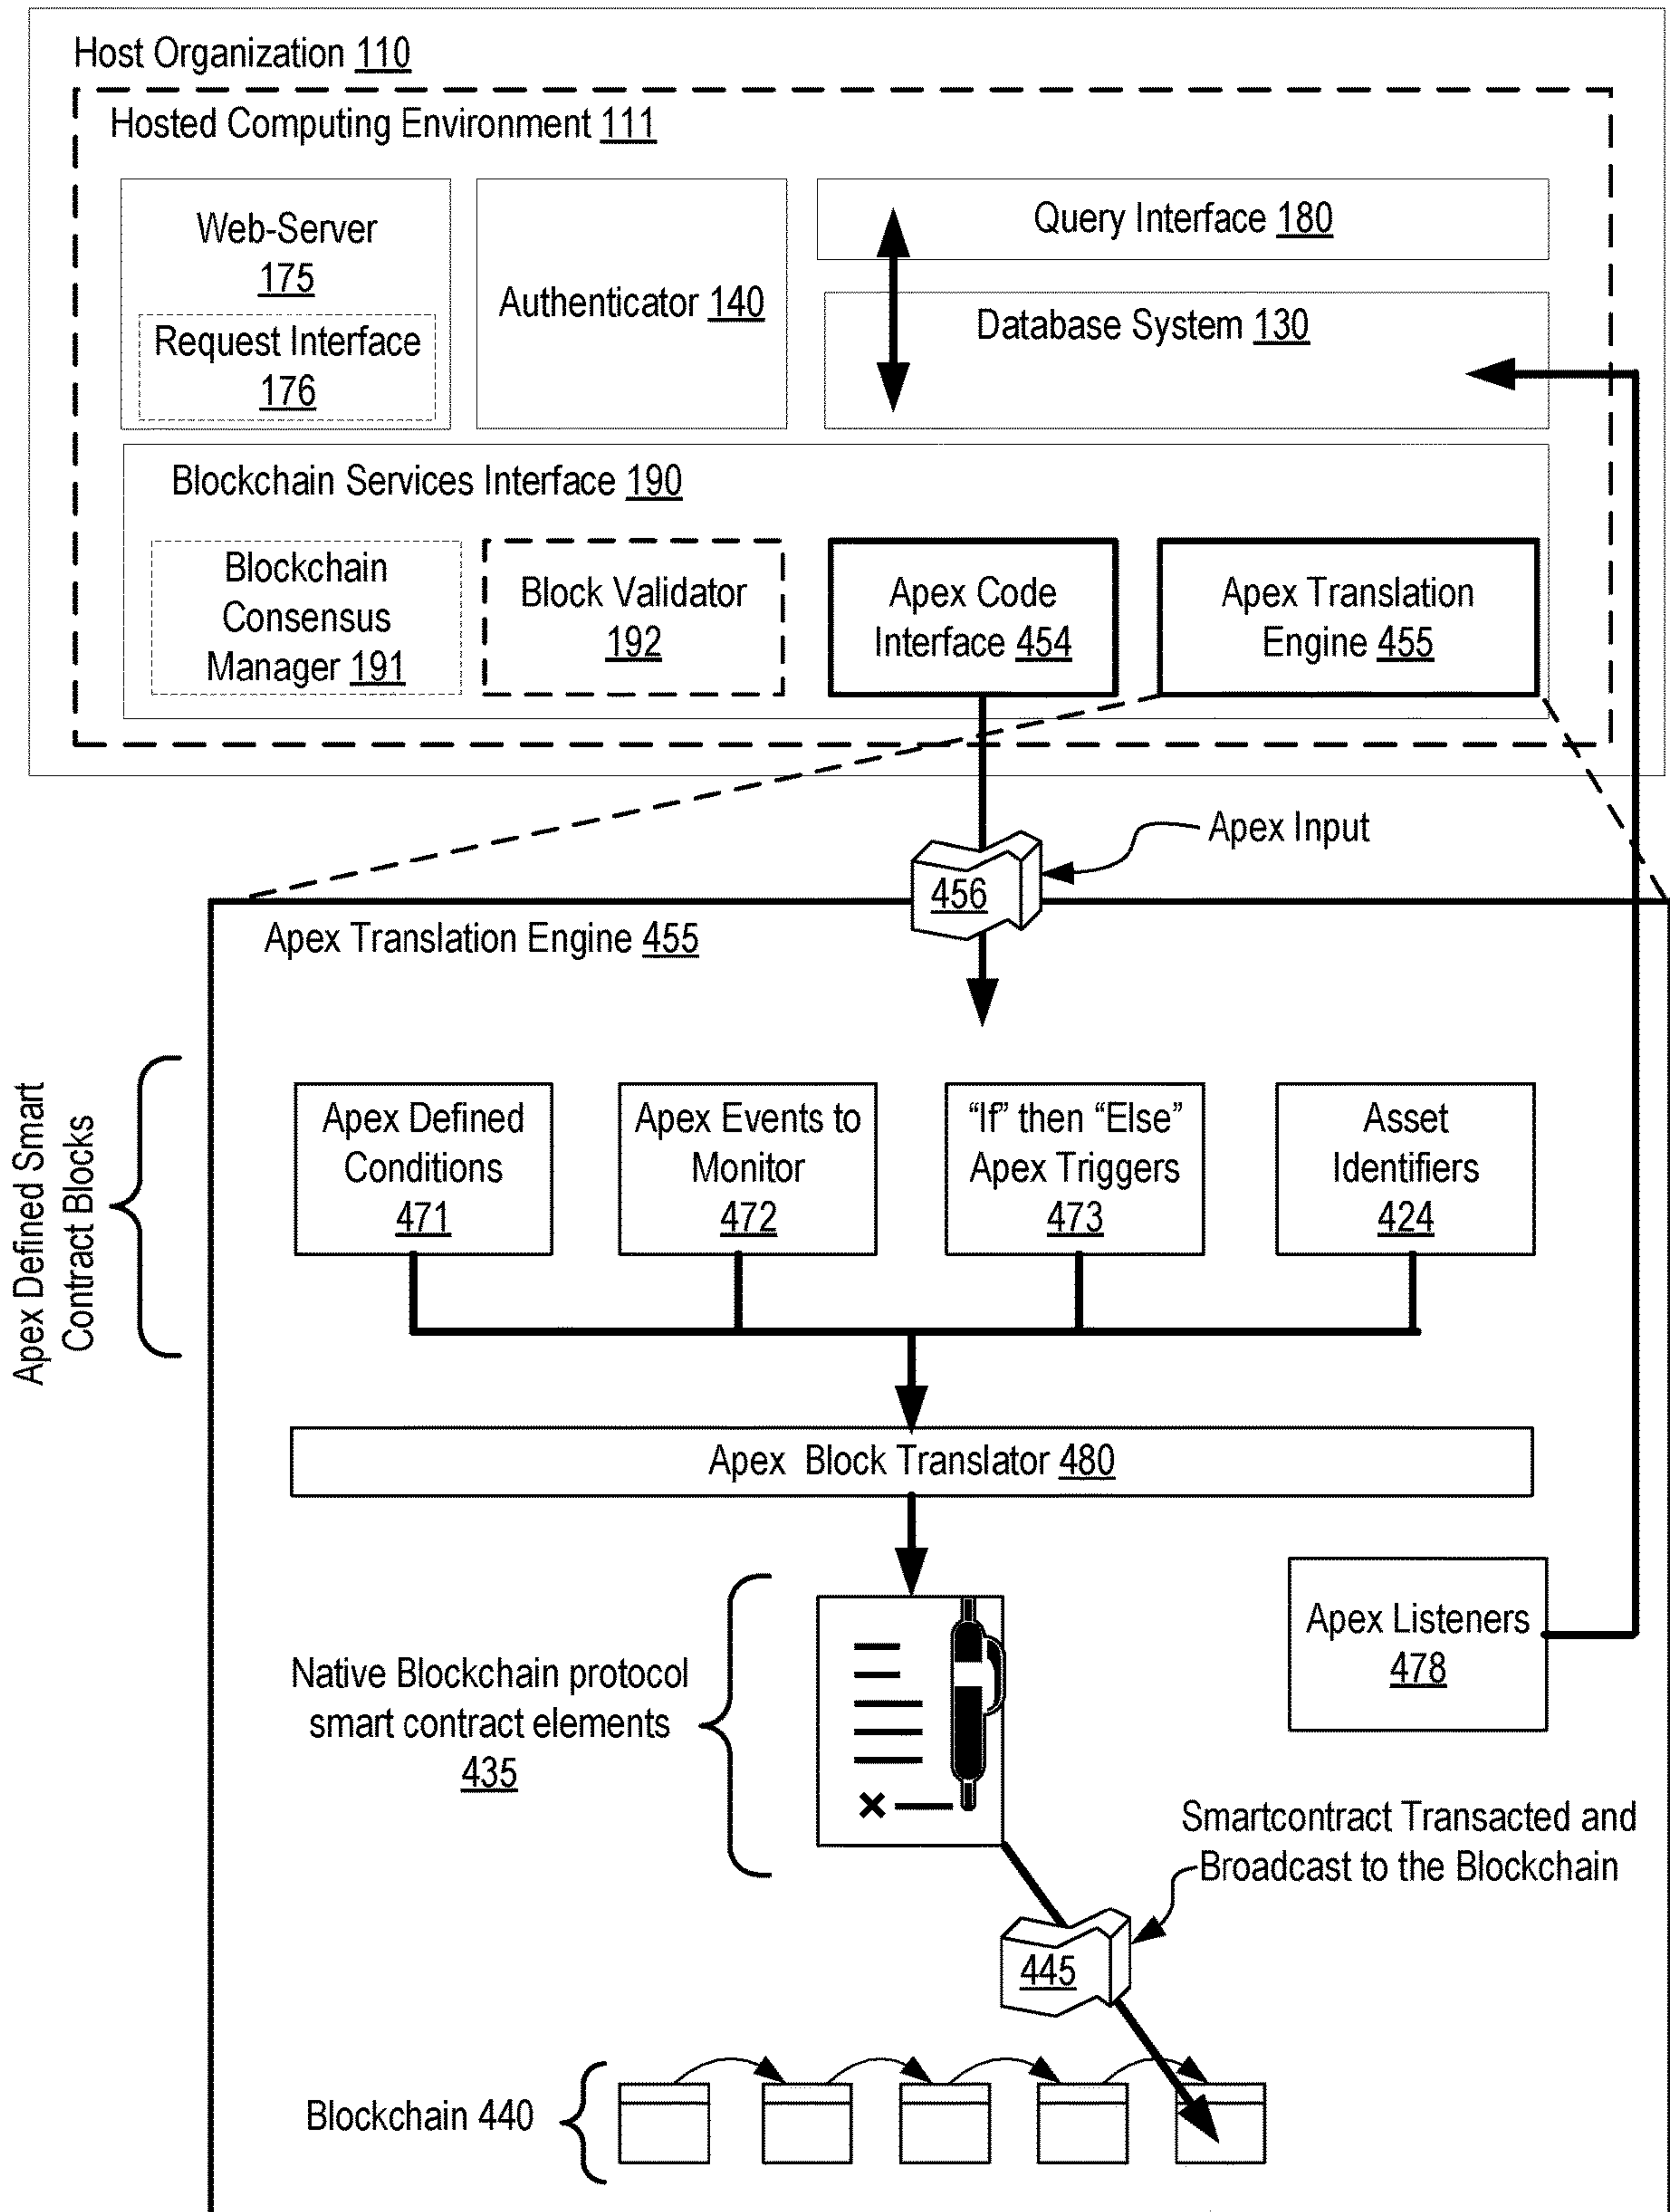 Host Organization 110
Hosted Computing Environment 111
Web-Server
175
Request Interface
176
Authenticator 140
Query Interface 180
Database System 130
Blockchain Services Interface 190
Blockchain
Consensus
Manager 191
Block Validator
192
Apex Code
Interface 454
Apex Translation
Engine 455
Apex Input
456
Apex Translation Engine 455
Apex Defined Smart
Contract Blocks
Apex Defined
Conditions
471
Apex Events to
Monitor
472
“If” then “Else”
Apex Triggers
473
Asset
Identifiers
424
Apex Block Translator 480
Native Blockchain protocol
smart contract elements
435
Apex Listeners
478
Smartcontract Transacted and
Broadcast to the Blockchain
445
Blockchain 440